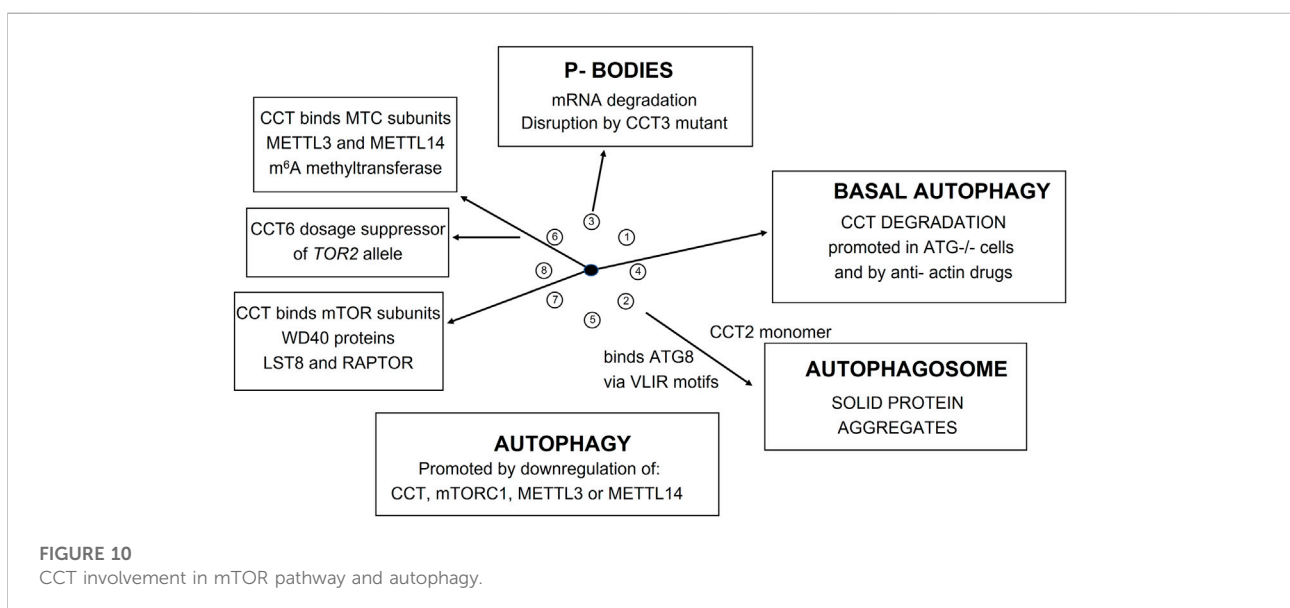 P- BODIES
mRNA degradation
Disruption by CCT3 mutant
CCT binds MTC subunits
METTL3 and METTL14
m⁶A methyltransferase
BASAL AUTOPHAGY
CCT DEGRADATION
promoted in ATG-/- cells
and by anti- actin drugs
CCT6 dosage suppressor
of TOR2 allele
3
1
6
4
8
2
7
5
CCT binds mTOR subunits
WD40 proteins
LST8 and RAPTOR
CCT2 monomer
binds ATG8
via VLIR motifs
AUTOPHAGOSOME
SOLID PROTEIN
AGGREGATES
AUTOPHAGY
Promoted by downregulation of:
CCT, mTORC1, METTL3 or METTL14
FIGURE 10
CCT involvement in mTOR pathway and autophagy.